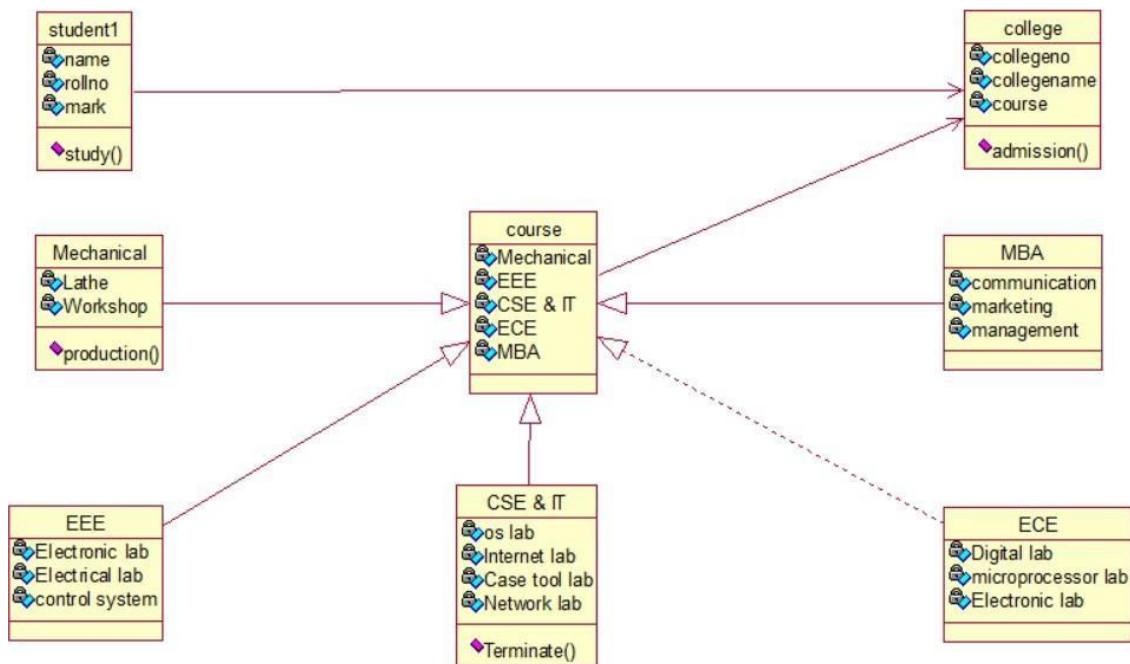 student1
name
rollno
mark
study()
college
collegeno
collegename
course
admission()
Mechanical
Lathe
Workshop
production()
course
Mechanical
EEE
CSE & IT
ECE
MBA
MBA
communication
marketing
management
EEE
Electronic lab
Electrical lab
control system
CSE & IT
os lab
Internet lab
Case tool lab
Network lab
Terminate()
ECE
Digital lab
microprocessor lab
Electronic lab